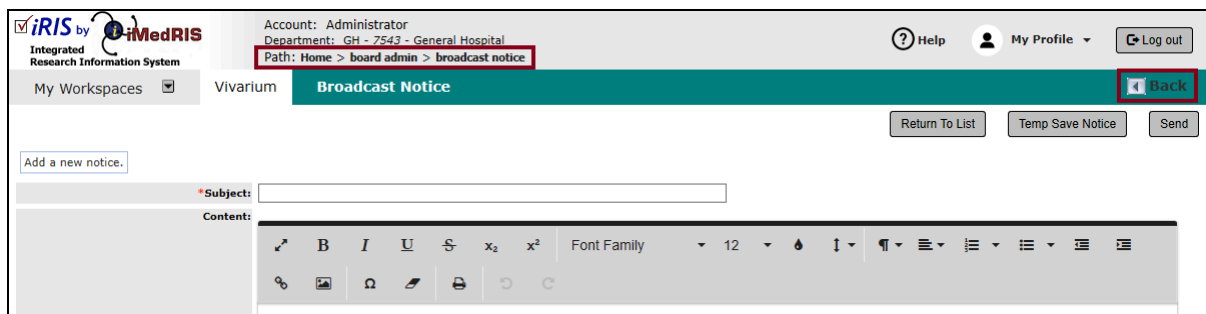 iRIS by iMedRIS
Integrated
Research Information System
Account: Administrator
Department: GH - 7543 - General Hospital
Path: Home > board admin > broadcast notice
Help
My Profile
Log out
My Workspaces
Vivarium
Broadcast Notice
Back
Return To List
Temp Save Notice
Send
Add a new notice.
*Subject:
Content:
B I U S x₂ x² Font Family 12 ¶
Ω